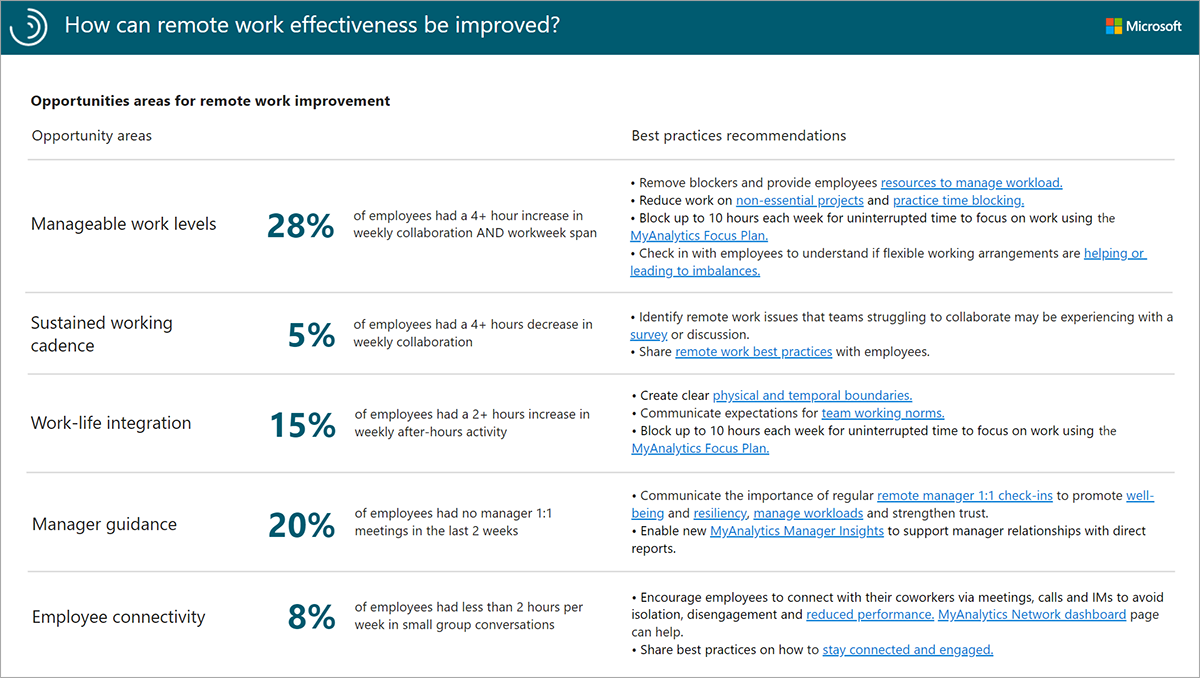 How can remote work effectiveness be improved?
Microsoft
Opportunities areas for remote work improvement
Opportunity areas
Best practices recommendations
Manageable work levels
28%
of employees had a 4+ hour increase in
weekly collaboration AND workweek span
• Remove blockers and provide employees resources to manage workload.
• Reduce work on non-essential projects and practice time blocking.
• Block up to 10 hours each week for uninterrupted time to focus on work using the
MyAnalytics Focus Plan.
• Check in with employees to understand if flexible working arrangements are helping or
leading to imbalances.
Sustained working
cadence
5%
of employees had a 4+ hours decrease in
weekly collaboration
• Identify remote work issues that teams struggling to collaborate may be experiencing with a
survey or discussion.
• Share remote work best practices with employees.
Work-life integration
15%
of employees had a 2+ hours increase in
weekly after-hours activity
• Create clear physical and temporal boundaries.
• Communicate expectations for team working norms.
• Block up to 10 hours each week for uninterrupted time to focus on work using the
MyAnalytics Focus Plan.
Manager guidance
20%
of employees had no manager 1:1
meetings in the last 2 weeks
• Communicate the importance of regular remote manager 1:1 check-ins to promote well-
being and resiliency, manage workloads and strengthen trust.
• Enable new MyAnalytics Manager Insights to support manager relationships with direct
reports.
Employee connectivity
8%
of employees had less than 2 hours per
week in small group conversations
• Encourage employees to connect with their coworkers via meetings, calls and IMs to avoid
isolation, disengagement and reduced performance. MyAnalytics Network dashboard page
can help.
• Share best practices on how to stay connected and engaged.